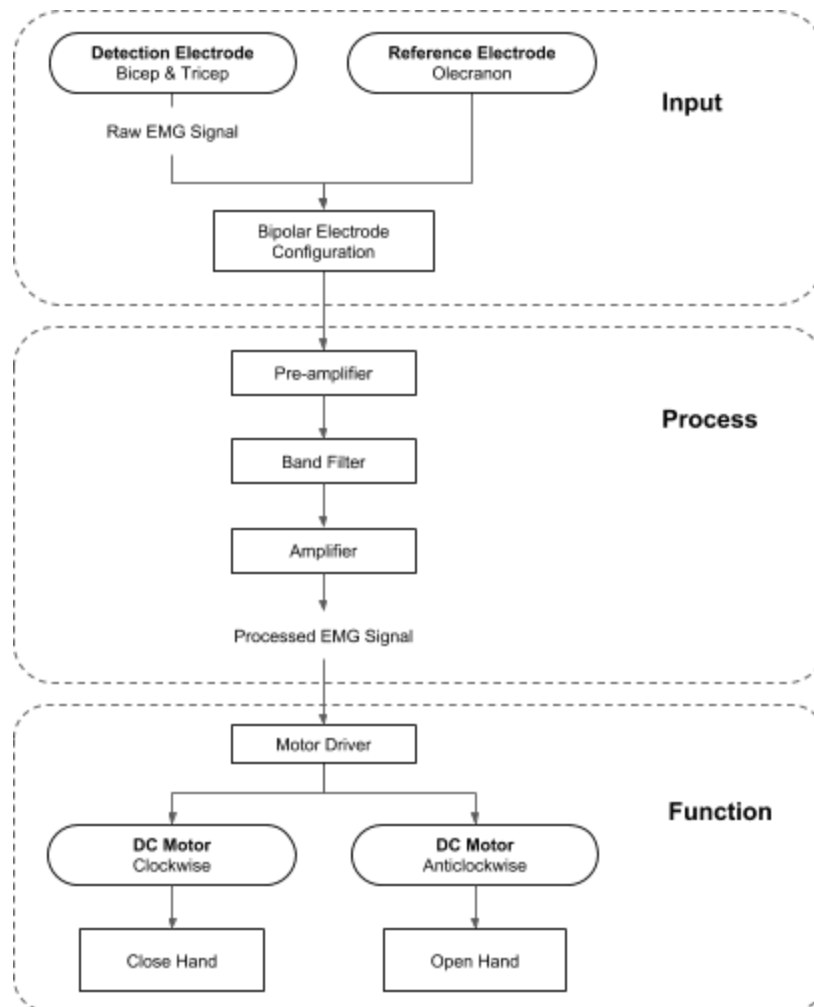 Detection Electrode
Bicep & Tricep
Reference Electrode
Olecranon
Input
Raw EMG Signal
Bipolar Electrode
Configuration
Pre-amplifier
Process
Band Filter
Amplifier
Processed EMG Signal
Motor Driver
Function
DC Motor
Clockwise
DC Motor
Anticlockwise
Close Hand
Open Hand